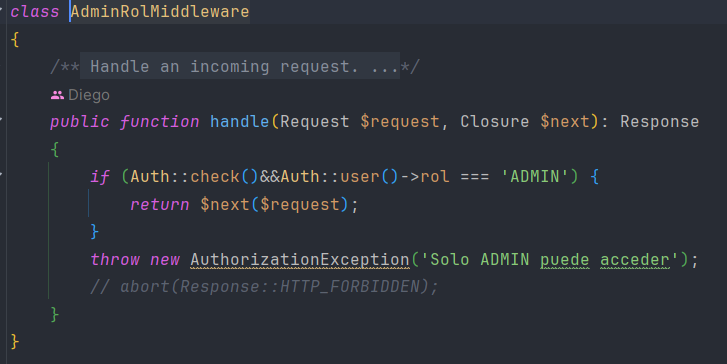 class AdminRolMiddleware
{
/** Handle an incoming request. ...*/
Diego
public function handle(Request $request, Closure $next): Response
{
if (Auth::check()&&Auth::user()->rol === 'ADMIN') {
return $next($request);
}
throw new AuthorizationException('Solo ADMIN puede acceder');
// abort(Response::HTTP_FORBIDDEN);
}
}